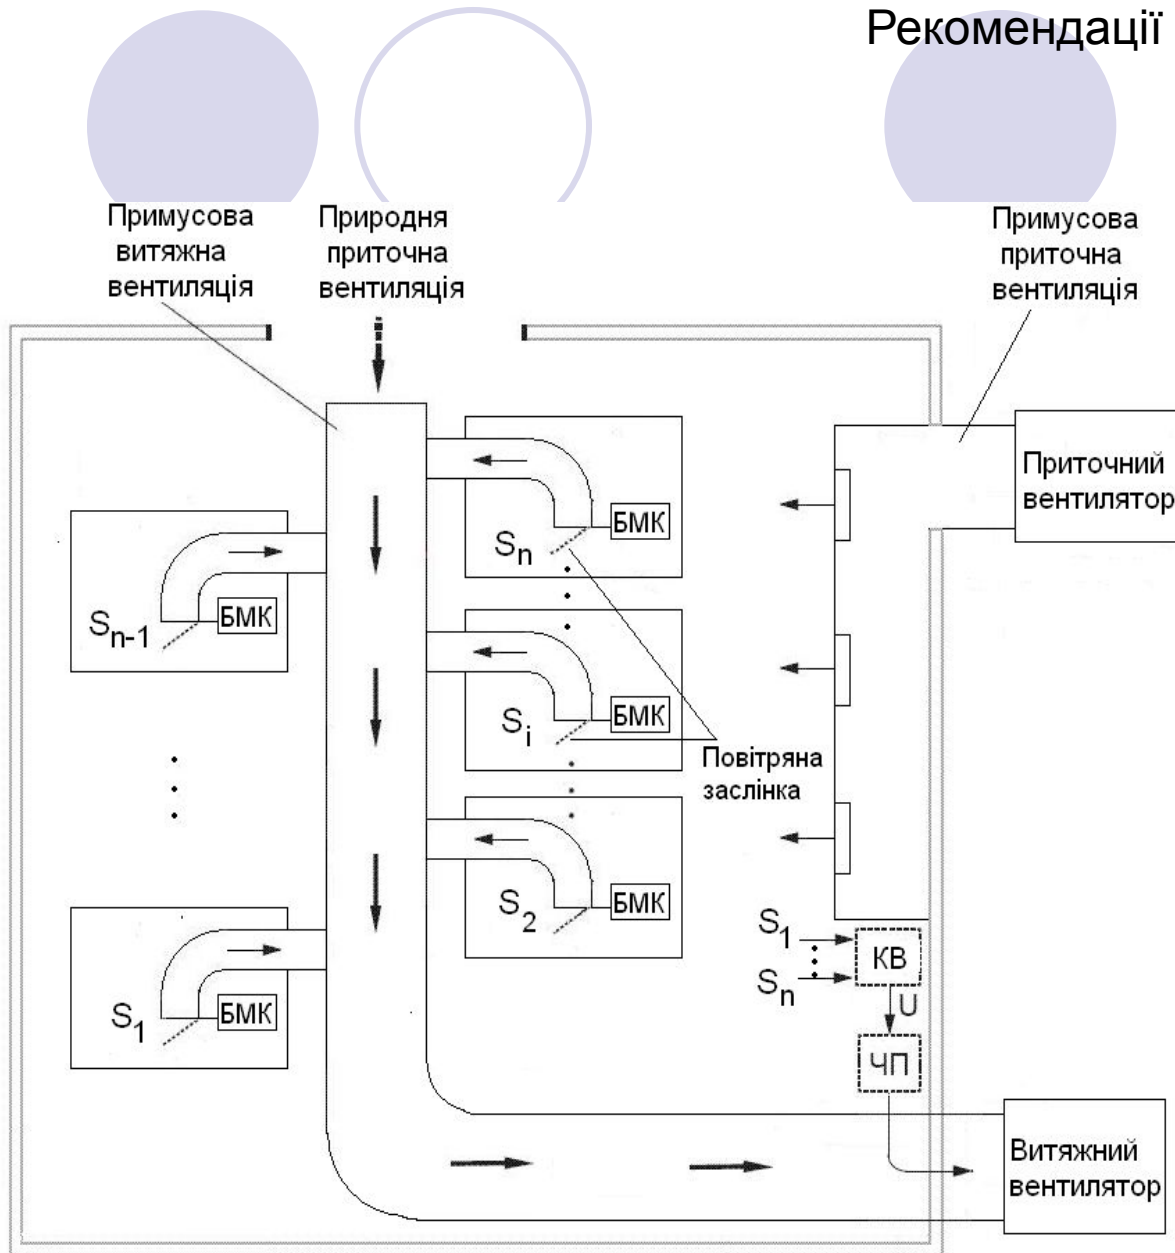 Рекомендації
Примусова
витяжна
вентиляція
Природня
приточна
вентиляція
Примусова
приточна
вентиляція
Приточний
вентилятор
БМК
Sn
БМК
Sn-1
БМК
Si
Повітряна
заслінка
БМК
S2
S1
КВ
Sn
U
БМК
S1
ЧП
Витяжний
вентилятор